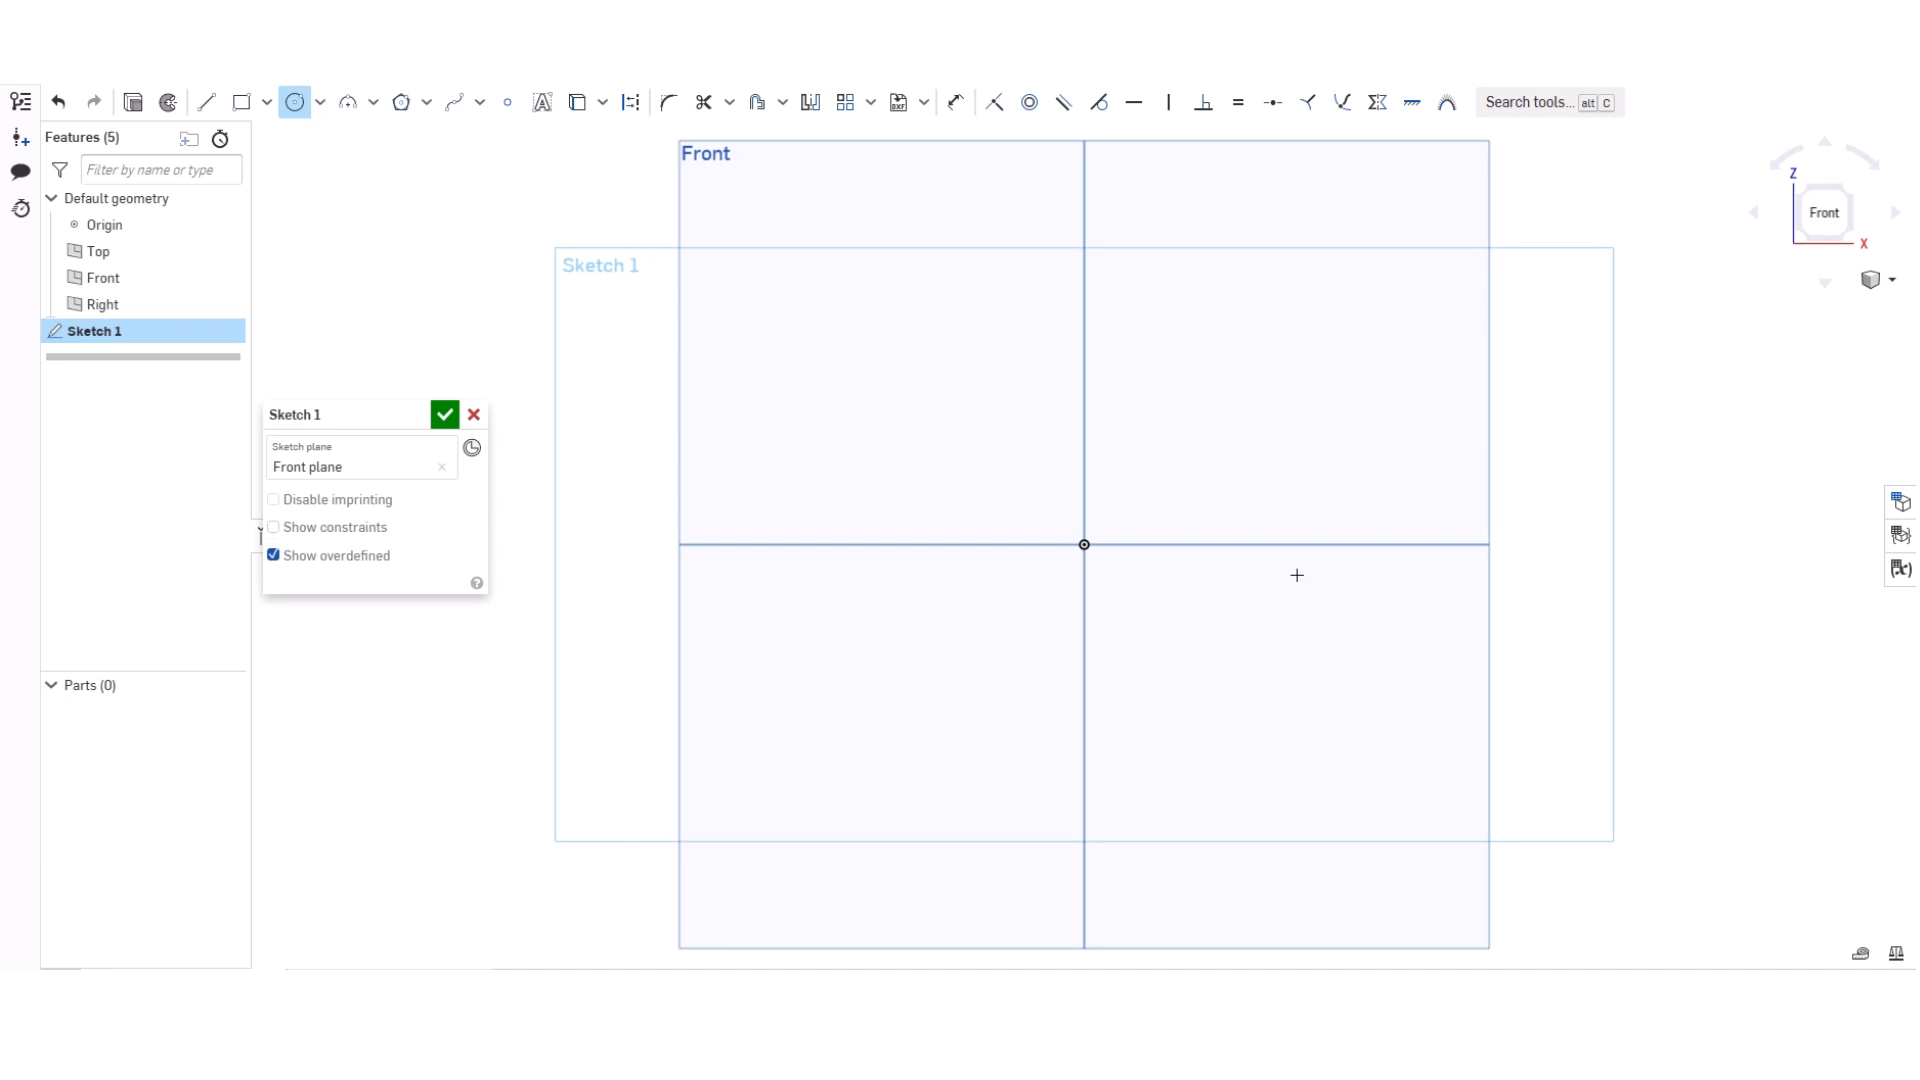 Search tools... alt C
Features (5)
Filter by name or type
Default geometry
Origin
Top
Front
Right
Sketch 1
Parts (0)
Sketch 1
Sketch plane
Front plane
Disable imprinting
Show constraints
Show overdefined
Front
Sketch 1
Z
Front
X